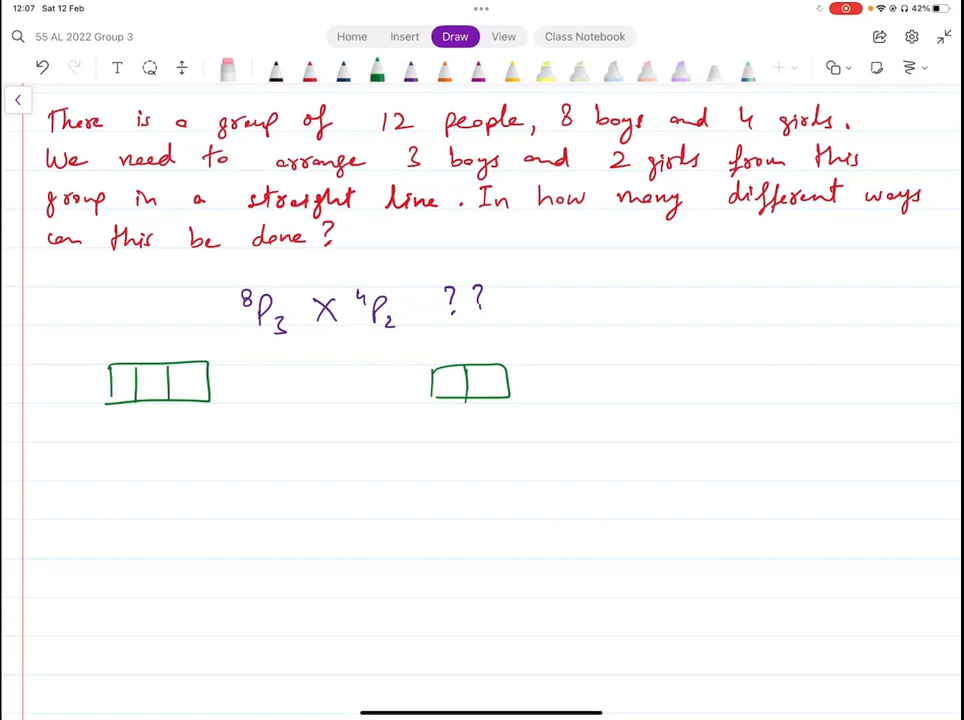 12:07 Sat 12 Feb
42%
55 AL 2022 Group 3
Home Insert Draw View Class Notebook
T
There is a group of 12 people, 8 boys and 4 girls.
We need to arrange 3 boys and 2 girls from this
group in a straight line. In how many different ways
can this be done?
⁸P₃ X ⁴P₂ ??